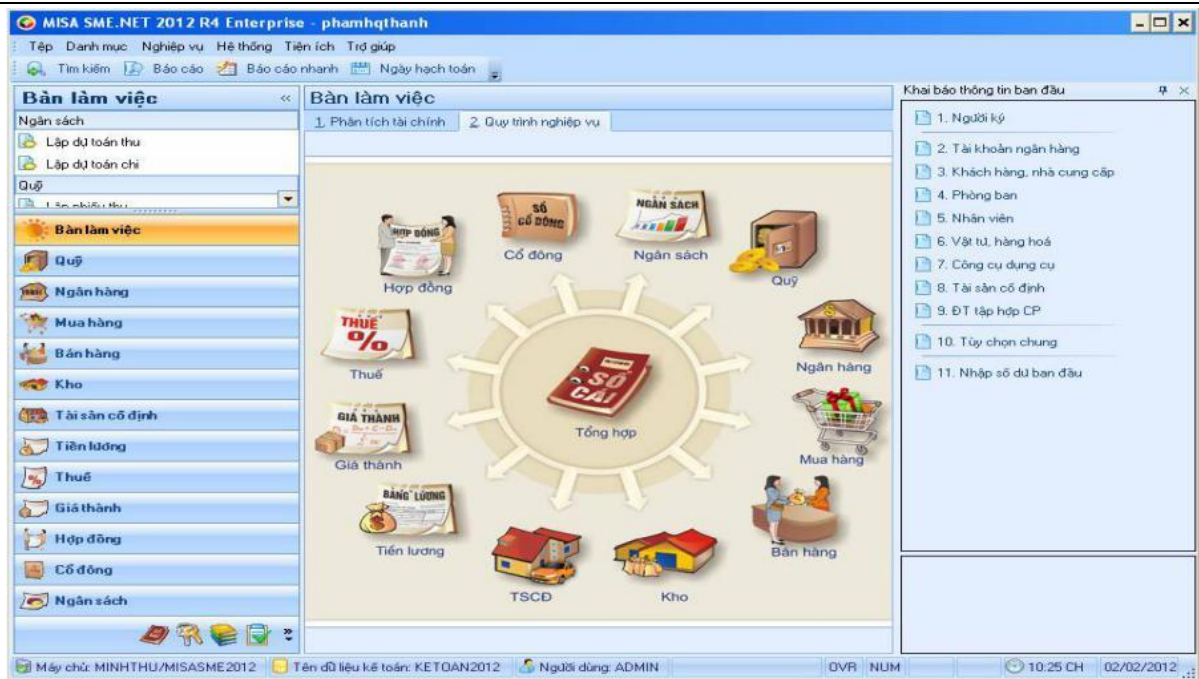 MISA SME.NET 2012 R4 Enterprise - phamhqthanh
Tệp Danh mục Nghiệp vụ Hệ thống Tiện ích Trợ giúp
Tìm kiếm Báo cáo Báo cáo nhanh Ngày hạch toán
Bàn làm việc
Ngân sách
Lập dự toán thu
Lập dự toán chi
Quỹ
Lập phiếu thu
Bàn làm việc
Quỹ
Ngân hàng
Mua hàng
Bán hàng
Kho
Tài sản cố định
Tiền lương
Thuế
Giá thành
Hợp đồng
Cổ đông
Ngân sách
Bàn làm việc
1. Phân tích tài chính 2. Quy trình nghiệp vụ
HỢP ĐỒNG
Hợp đồng
SỔ CỔ ĐÔNG
Cổ đông
NGÂN SÁCH
Ngân sách
Quỹ
THUẾ %
Thuế
Ngân hàng
SỔ CÁI
Tổng hợp
GIÁ THÀNH
Giá thành
Mua hàng
BẢNG LƯƠNG
Tiền lương
TSCĐ
Kho
Bán hàng
Khai báo thông tin ban đầu
1. Người ký
2. Tài khoản ngân hàng
3. Khách hàng, nhà cung cấp
4. Phòng ban
5. Nhân viên
6. Vật tư, hàng hoá
7. Công cụ dụng cụ
8. Tài sản cố định
9. ĐT tập hợp CP
10. Tùy chọn chung
11. Nhập số dư ban đầu
Máy chủ: MINHTHU/MISASME2012 Tên dữ liệu kế toán: KETOAN2012 Người dùng: ADMIN OVR NUM 10:25 CH 02/02/2012